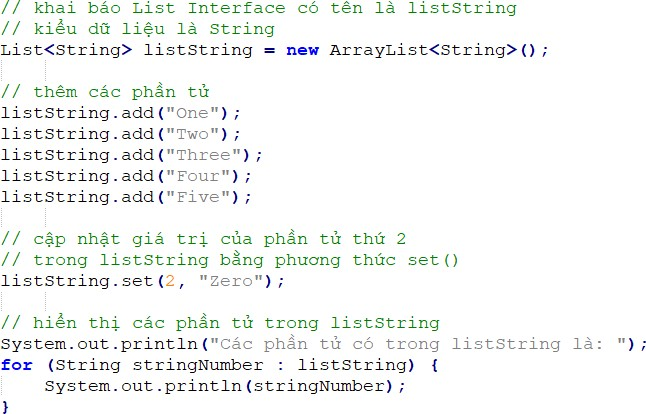 // khai báo List Interface có tên là listString
// kiểu dữ liệu là String
List<String> listString = new ArrayList<String>();
// thêm các phần tử
listString.add("One");
listString.add("Two");
listString.add("Three");
listString.add("Four");
listString.add("Five");
// cập nhật giá trị của phần tử thứ 2
// trong listString bằng phương thức set()
listString.set(2, "Zero");
// hiển thị các phần tử trong listString
System.out.println("Các phần tử có trong listString là: ");
for (String stringNumber : listString) {
    System.out.println(stringNumber);
}